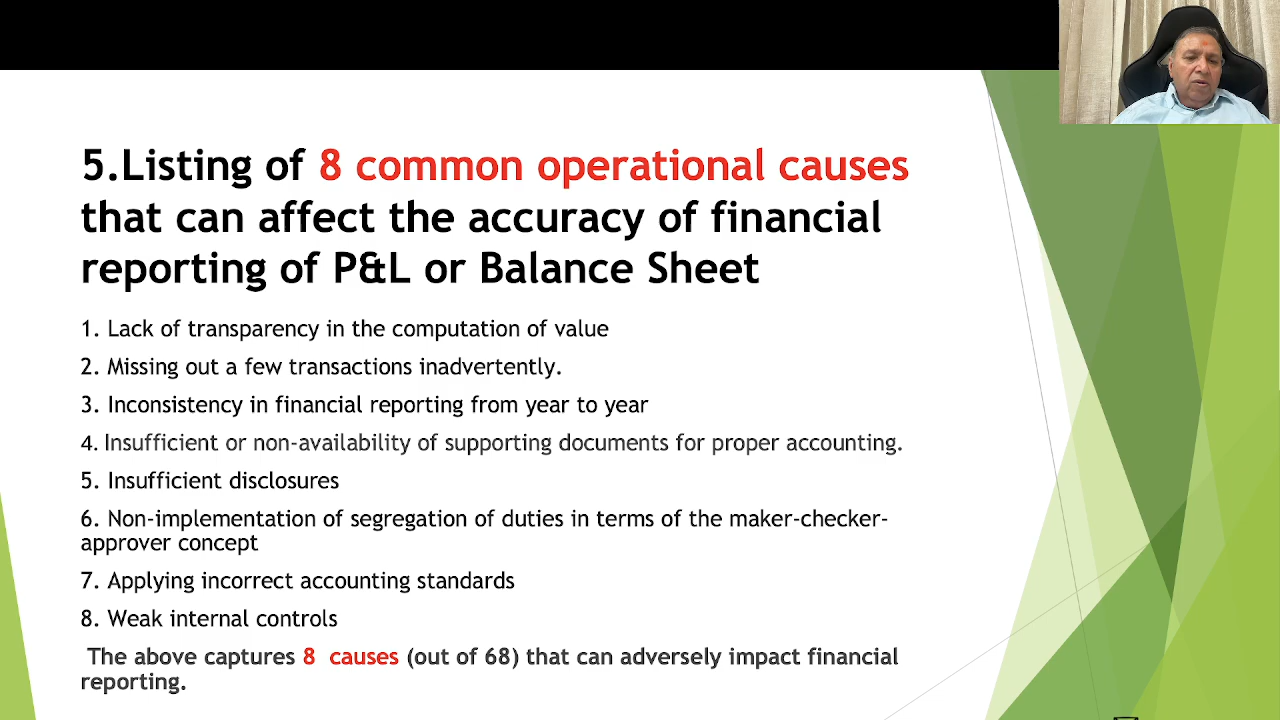 5.Listing of 8 common operational causes
that can affect the accuracy of financial
reporting of P&L or Balance Sheet
1. Lack of transparency in the computation of value
2. Missing out a few transactions inadvertently.
3. Inconsistency in financial reporting from year to year
4. Insufficient or non-availability of supporting documents for proper accounting.
5. Insufficient disclosures
6. Non-implementation of segregation of duties in terms of the maker-checker-
approver concept
7. Applying incorrect accounting standards
8. Weak internal controls
The above captures 8 causes (out of 68) that can adversely impact financial
reporting.